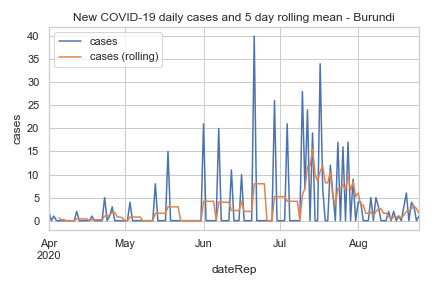 New COVID-19 daily cases and 5 day rolling mean - Burundi
cases
cases (rolling)
40
35
30
25
20
15
10
5
0
cases
Apr
2020
May
Jun
Jul
Aug
dateRep